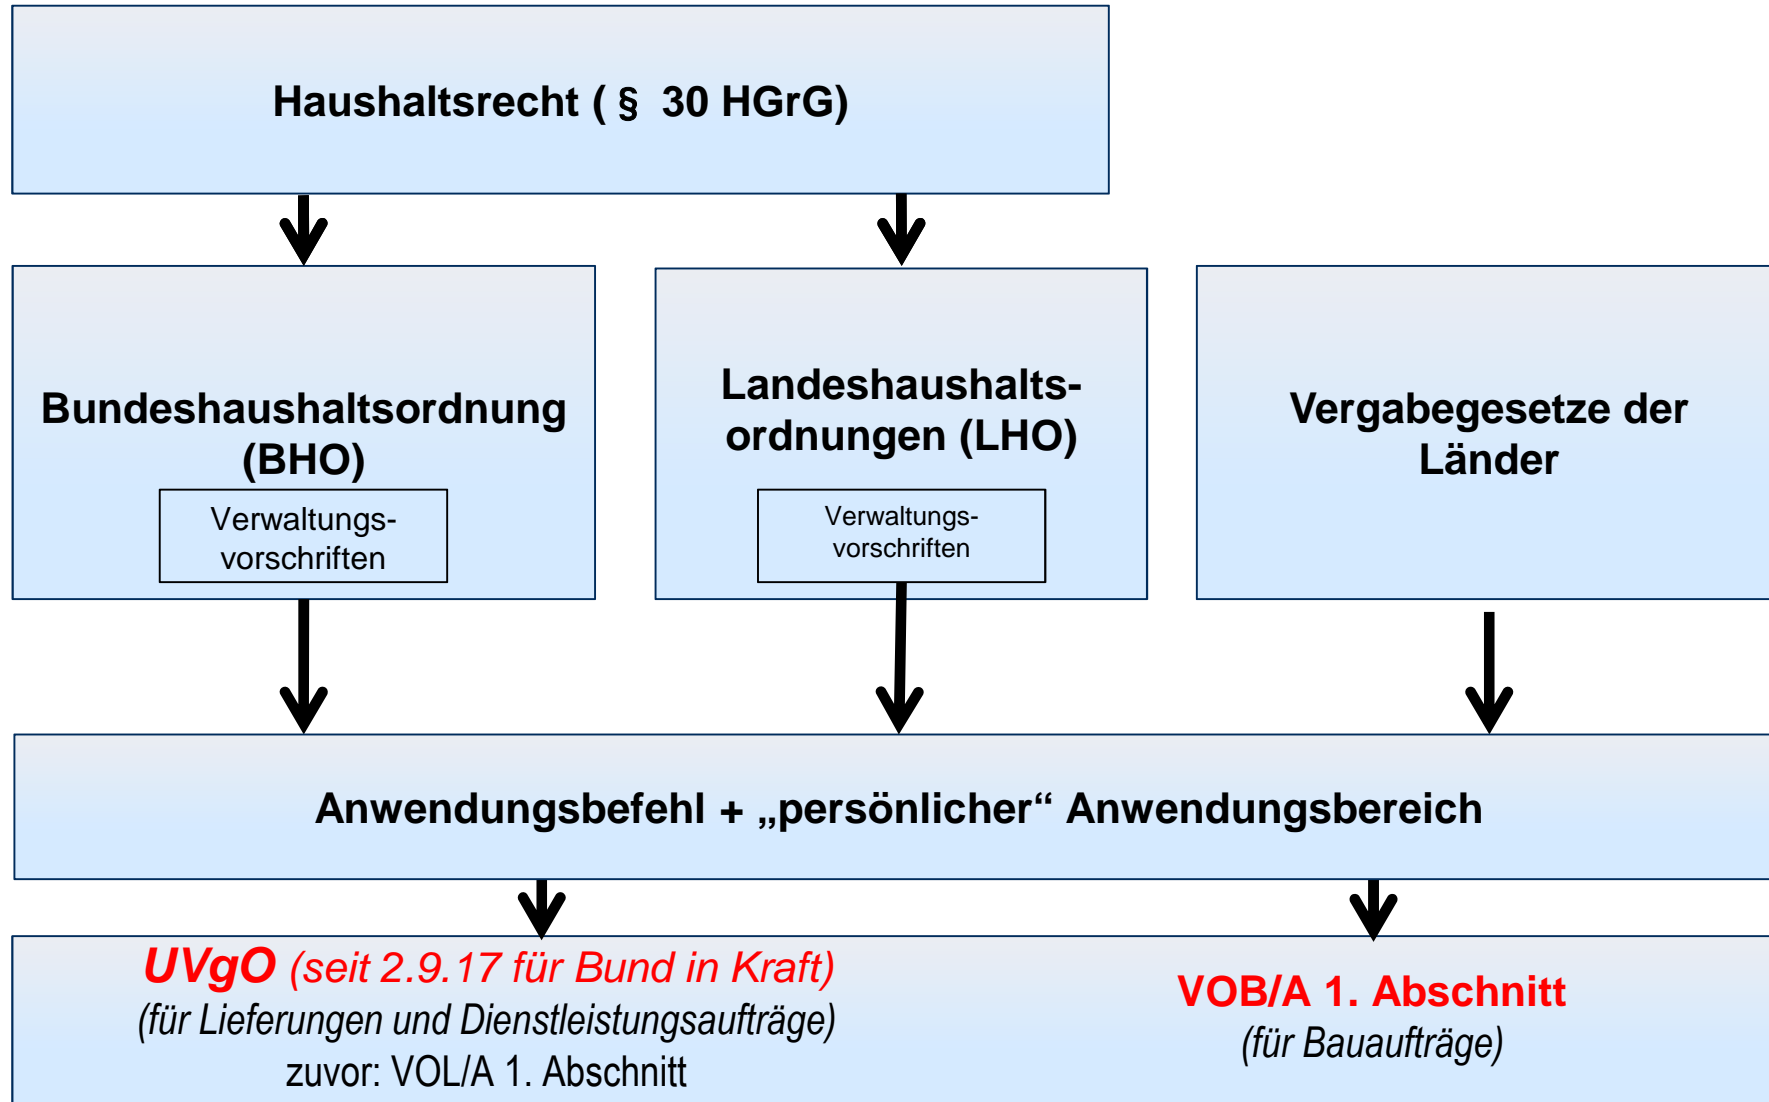 Haushaltsrecht ( § 30 HGrG)
Bundeshaushaltsordnung
(BHO)
Verwaltungs-
vorschriften
Landeshaushalts-
ordnungen (LHO)
Verwaltungs-
vorschriften
Vergabegesetze der
Länder
Anwendungsbefehl + „persönlicher“ Anwendungsbereich
UVgO (seit 2.9.17 für Bund in Kraft)
(für Lieferungen und Dienstleistungsaufträge)
zuvor: VOL/A 1. Abschnitt
VOB/A 1. Abschnitt
(für Bauaufträge)